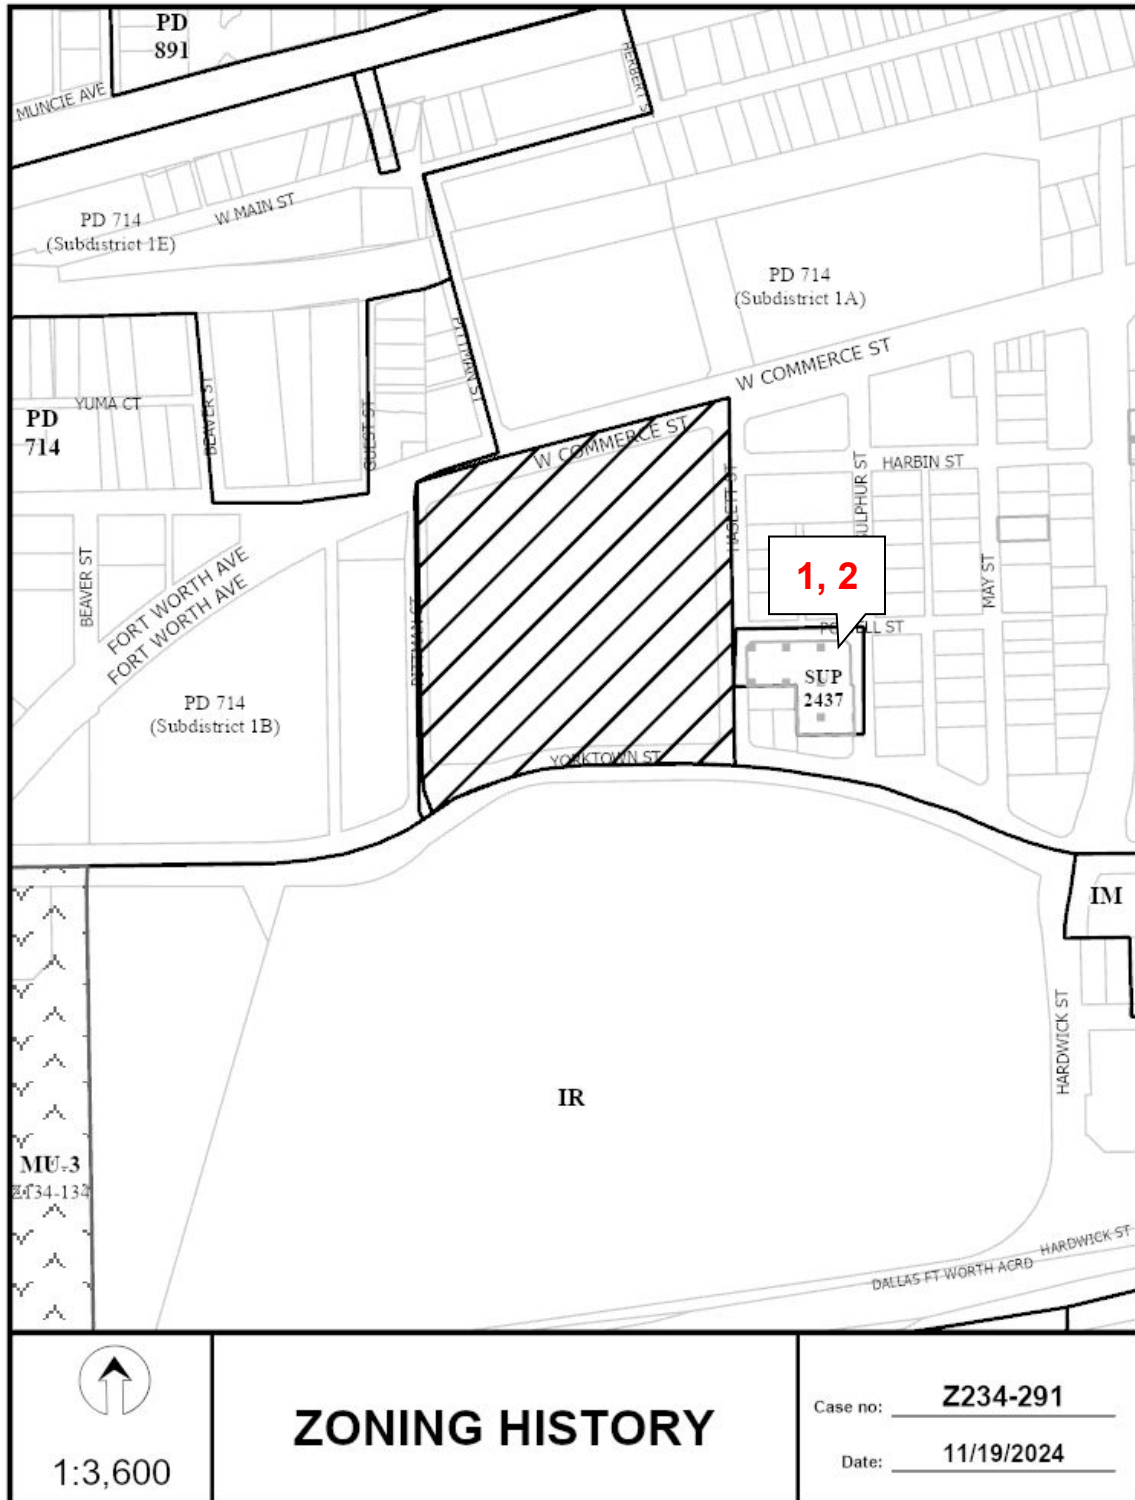 PD
891
MUNCIE AVE
HERBERT S
W MAIN ST
PD 714
(Subdistrict 1E)
PD 714
(Subdistrict 1A)
PITTMAN ST
W COMMERCE ST
YUMA CT
BEAVER ST
GUEST ST
PD
714
W COMMERCE ST
HARBIN ST
HASLETT ST
SULPHUR ST
MAY ST
BEAVER ST
FORT WORTH AVE
FORT WORTH AVE
1, 2
PITTMAN ST
SUP
2437
PD 714
(Subdistrict 1B)
YORKTOWN ST
IM
HARDWICK ST
IR
MU-3
Z134-134
HARDWICK ST
DALLAS FT WORTH ACRD
1:3,600
ZONING HISTORY
Case no: Z234-291
Date: 11/19/2024